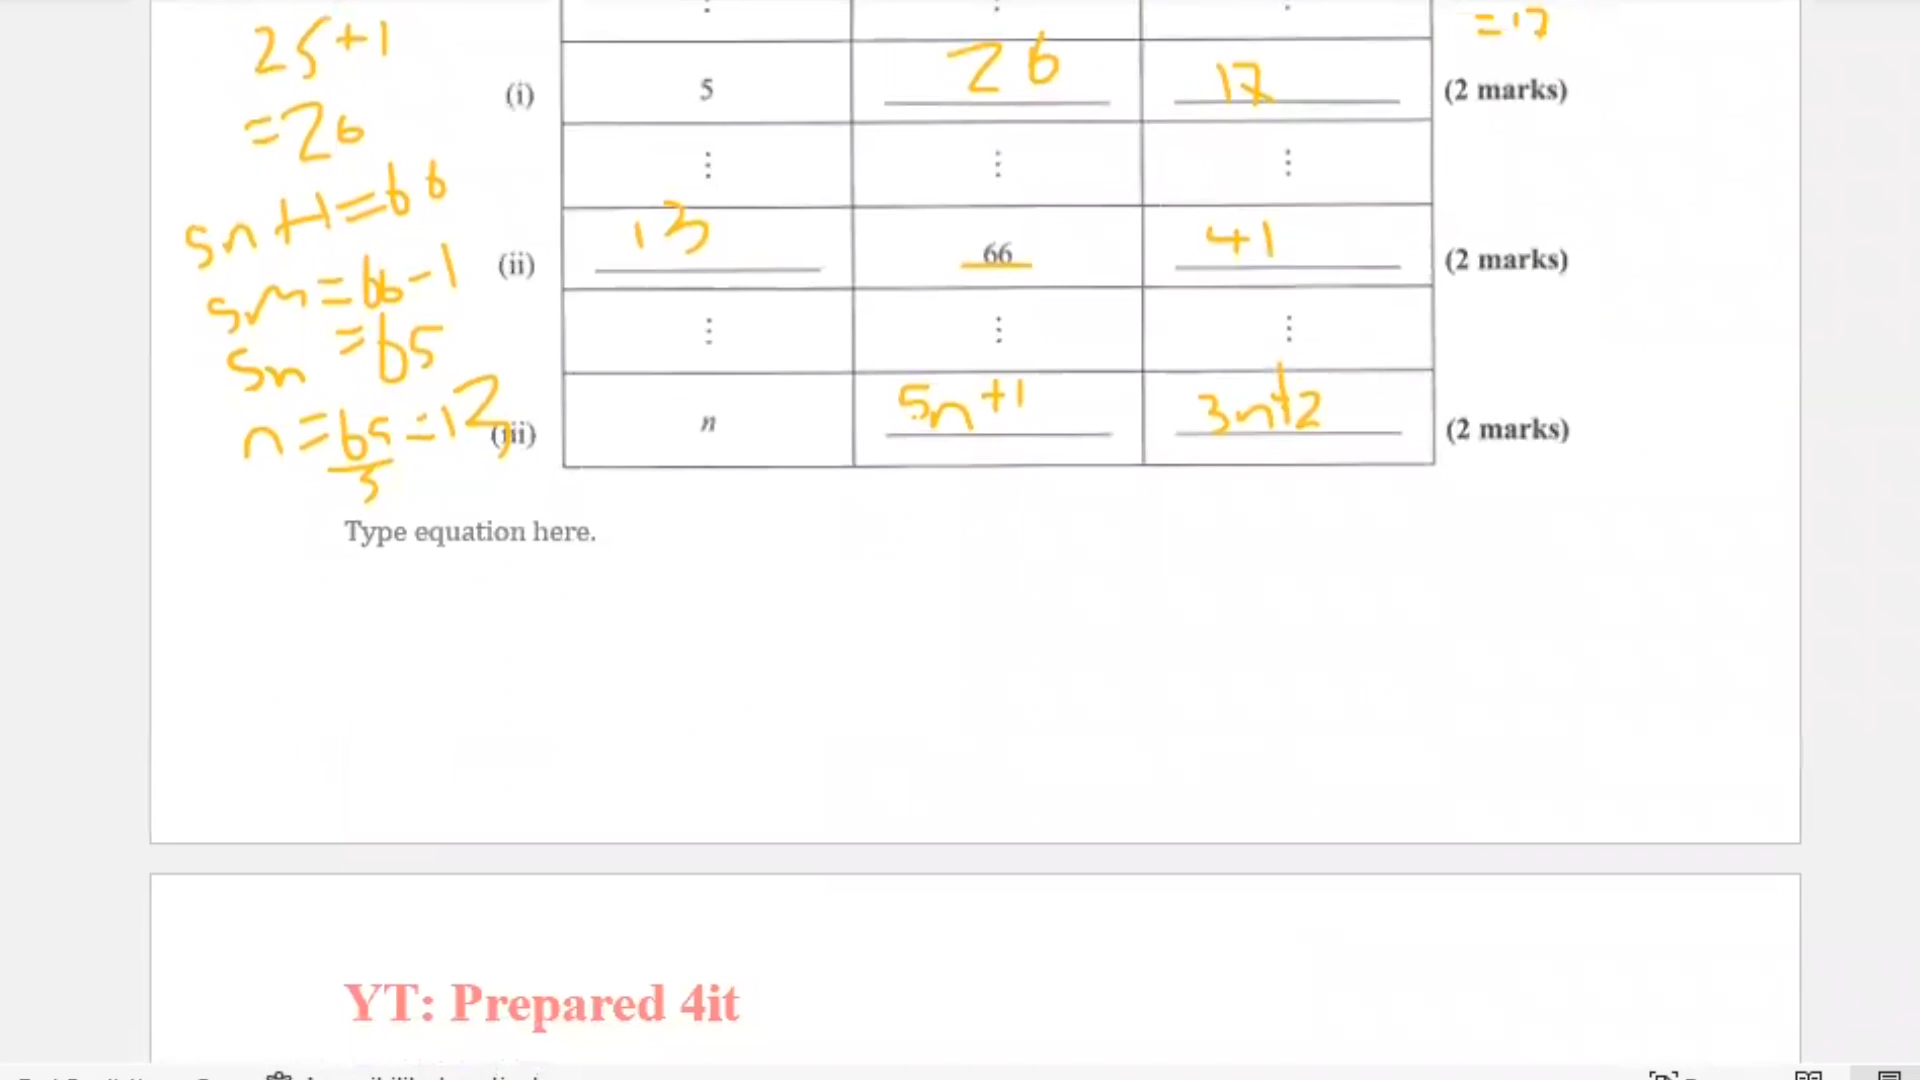 25+1
=17
(i) 5 26 17 (2 marks)
=26
5n+1=66
(ii) 13 66 41 (2 marks)
5n=66-1
=65
5n
n=65/5=13,
(iii) n 5n+1 3n+2 (2 marks)
Type equation here.
YT: Prepared 4it